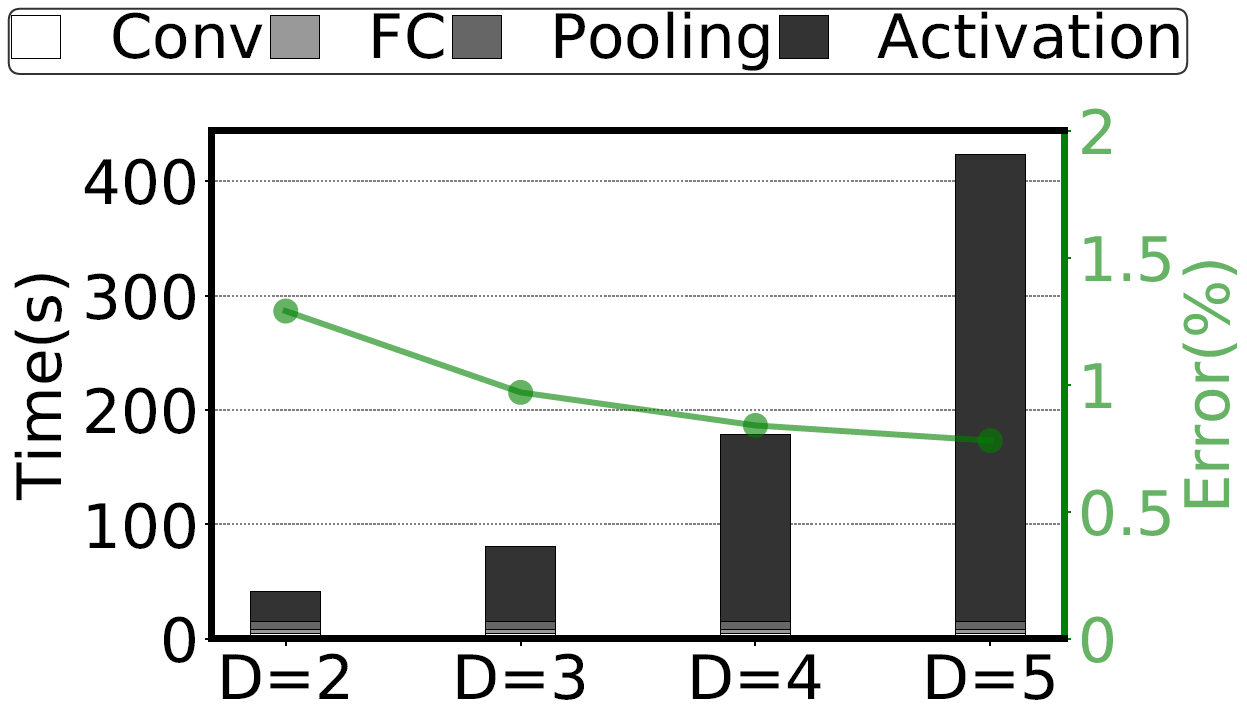 Conv FC Pooling Activation
2
400
1.5
300
1
200
0.5
100
0
0
Time(s)
Error(%)
D=2 D=3 D=4 D=5